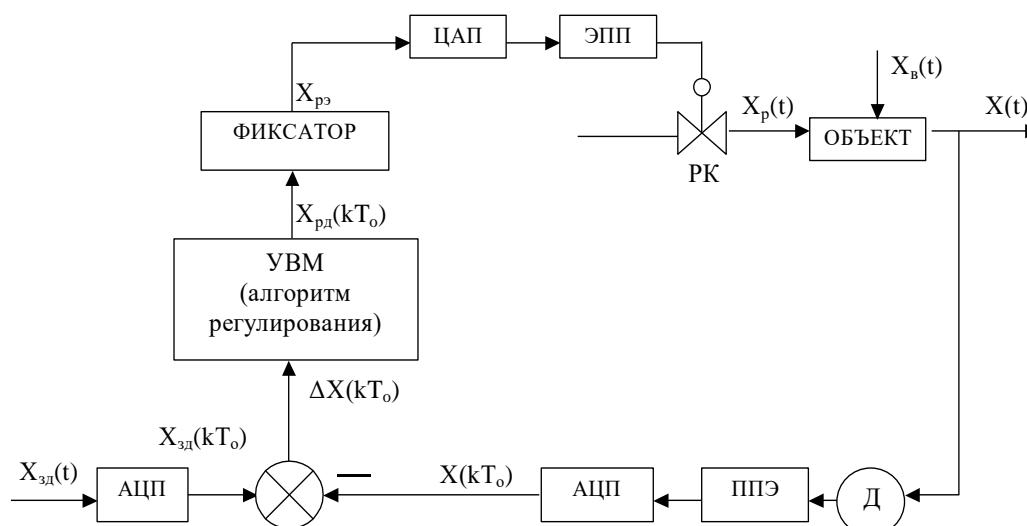 ЦАП
ЭПП
Xв(t)
Xрэ
Xр(t)
X(t)
ФИКСАТОР
ОБЪЕКТ
РК
Xрд(kTо)
УВМ
(алгоритм
регулирования)
ΔX(kTо)
Xзд(kTо)
Xзд(t)
АЦП
X(kTо)
АЦП
ППЭ
Д